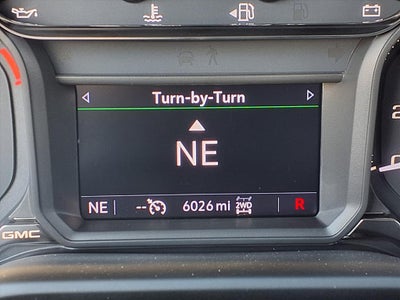 Turn-by-Turn
NE
NE -- 6026 mi 2WD R
GMC